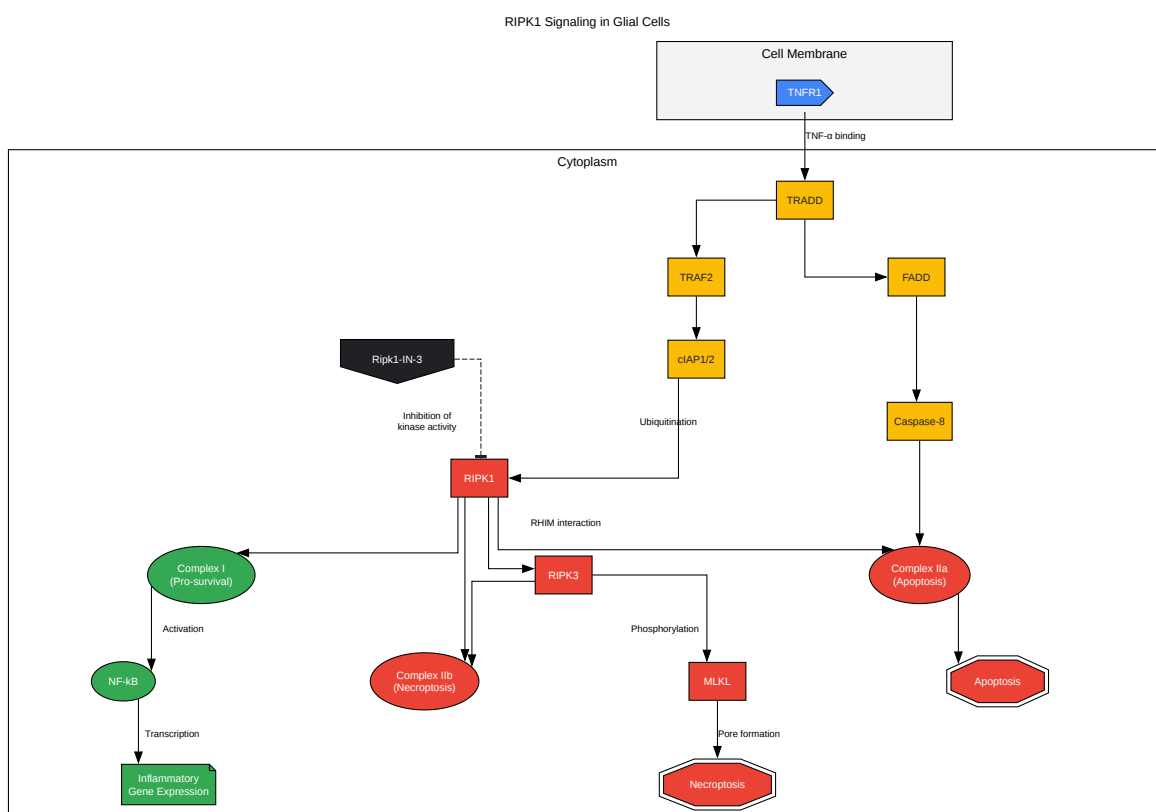 RIPK1 Signaling in Glial Cells
Cell Membrane
TNFR1
TNF-α binding
Cytoplasm
TRADD
TRAF2
FADD
Ripk1-IN-3
cIAP1/2
Inhibition of
kinase activity
Ubiquitination
Caspase-8
RIPK1
RHIM interaction
Complex I
(Pro-survival)
RIPK3
Complex IIa
(Apoptosis)
Activation
Phosphorylation
NF-kB
Complex IIb
(Necroptosis)
MLKL
Apoptosis
Transcription
Pore formation
Inflammatory
Gene Expression
Necroptosis